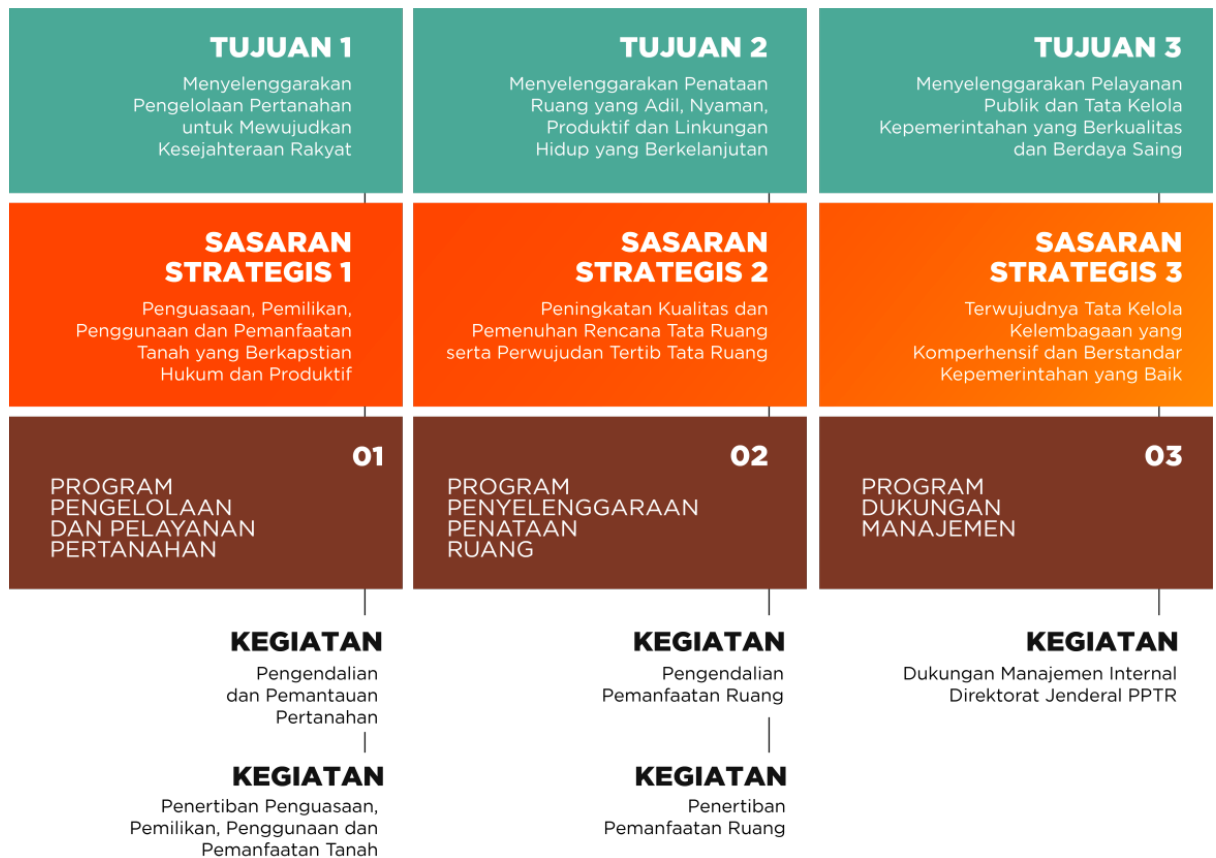 TUJUAN 1
Menyelenggarakan
Pengelolaan Pertanahan
untuk Mewujudkan
Kesejahteraan Rakyat
SASARAN
STRATEGIS 1
Penguasaan, Pemilikan,
Penggunaan dan Pemanfaatan
Tanah yang Berkapstian
Hukum dan Produktif
01
PROGRAM
PENGELOLAAN
DAN PELAYANAN
PERTANAHAN
KEGIATAN
Pengendalian
dan Pemantauan
Pertanahan
KEGIATAN
Penertiban Penguasaan,
Pemilikan, Penggunaan dan
Pemanfaatan Tanah
TUJUAN 2
Menyelenggarakan Penataan
Ruang yang Adil, Nyaman,
Produktif dan Linkungan
Hidup yang Berkelanjutan
SASARAN
STRATEGIS 2
Peningkatan Kualitas dan
Pemenuhan Rencana Tata Ruang
serta Perwujudan Tertib Tata Ruang
02
PROGRAM
PENYELENGGARAAN
PENATAAN
RUANG
KEGIATAN
Pengendalian
Pemanfaatan Ruang
KEGIATAN
Penertiban
Pemanfaatan Ruang
TUJUAN 3
Menyelenggarakan Pelayanan
Publik dan Tata Kelola
Kepemerintahan yang Berkualitas
dan Berdaya Saing
SASARAN
STRATEGIS 3
Terwujudnya Tata Kelola
Kelembagaan yang
Komperhensif dan Berstandar
Kepemerintahan yang Baik
03
PROGRAM
DUKUNGAN
MANAJEMEN
KEGIATAN
Dukungan Manajemen Internal
Direktorat Jenderal PPTR